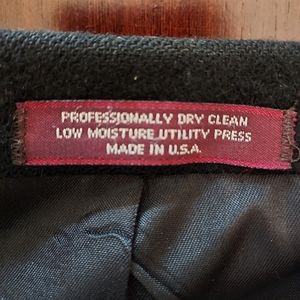 PROFESSIONALLY DRY CLEAN
LOW MOISTURE UTILITY PRESS
MADE IN U.S.A.